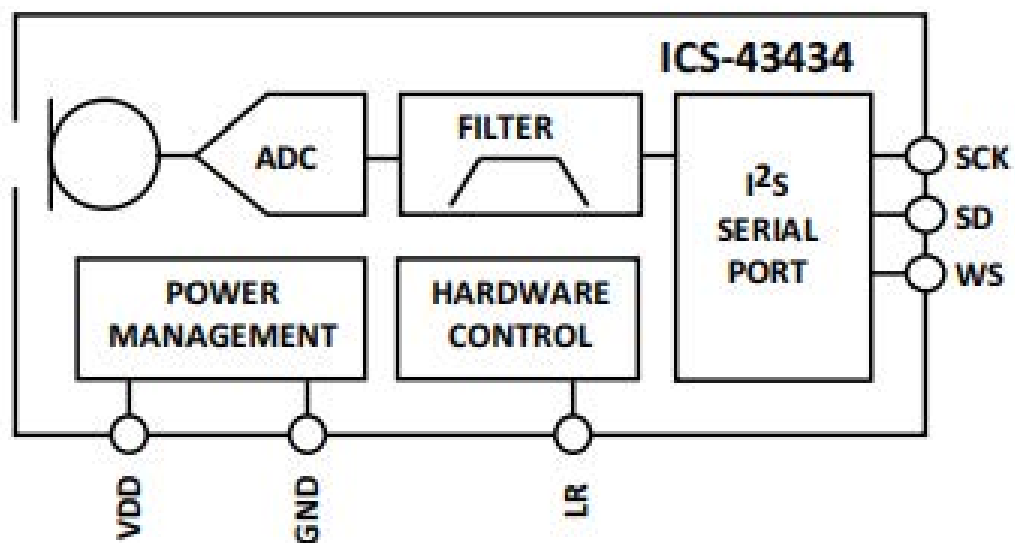 ICS-43434
ADC
FILTER
I²S
SERIAL
PORT
SCK
SD
WS
POWER
MANAGEMENT
HARDWARE
CONTROL
VDD
GND
LR